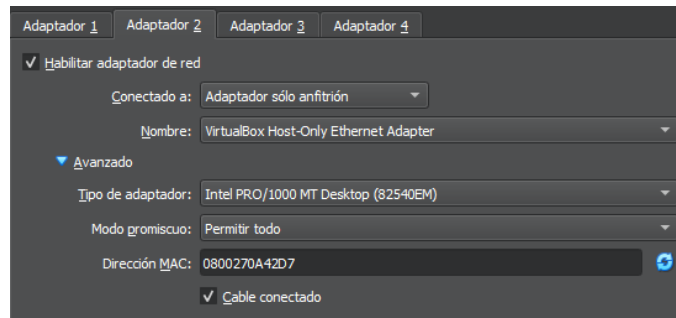 Adaptador 1 Adaptador 2 Adaptador 3 Adaptador 4
Habilitar adaptador de red
Conectado a: Adaptador sólo anfitrión
Nombre: VirtualBox Host-Only Ethernet Adapter
Avanzado
Tipo de adaptador: Intel PRO/1000 MT Desktop (82540EM)
Modo promiscuo: Permitir todo
Dirección MAC: 0800270A42D7
Cable conectado